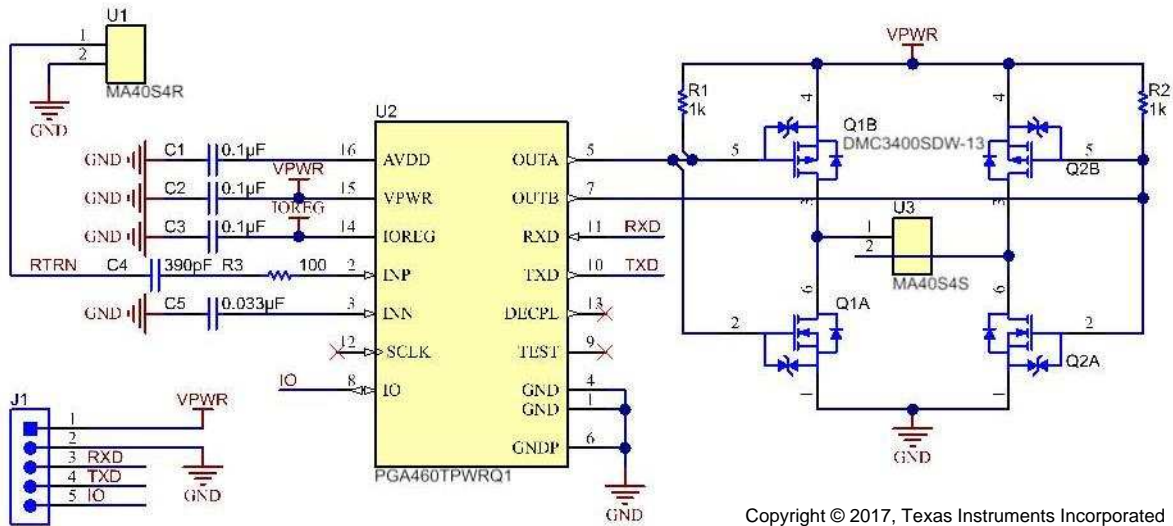 U1
1
2
MA40S4R
GND
U2
GND C1 0.1µF 16 AVDD
VPWR
GND C2 0.1µF 15 VPWR
IOREG
GND C3 0.1µF 14 IOREG
RTRN C4 390pF R3 100 2 INP
GND C5 0.033µF 3 INN
12 SCLK
IO 8 IO
OUTA 5
OUTB 7
RXD 11 RXD
TXD 10 TXD
DECPL 13
TEST 9
GND 4
GND 1
GNDP 6
PGA460TPWRQ1
GND
VPWR
R1
1k
R2
1k
4
4
Q1B
DMC3400SDW-13
5
5
Q2B
3
3
U3
1
2
MA40S4S
6
6
Q1A
2
2
Q2A
1
1
GND
J1
VPWR
1
2
3 RXD
4 TXD
5 IO
GND
Copyright © 2017, Texas Instruments Incorporated